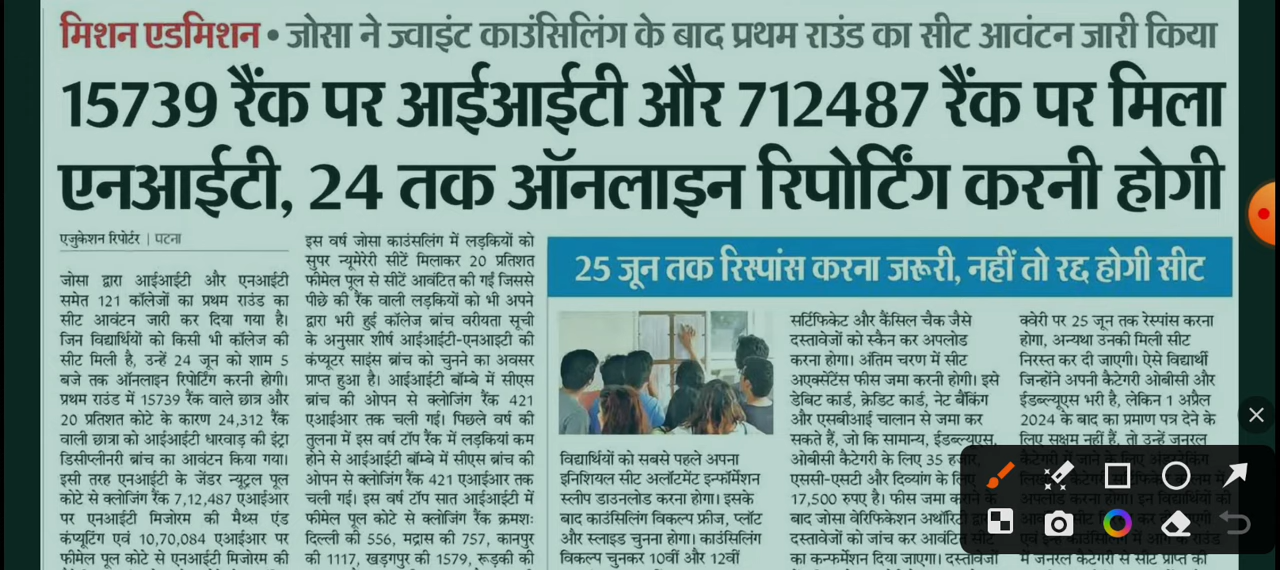 मिशन एडमिशन • जोसा ने ज्वाइंट काउंसिलिंग के बाद प्रथम राउंड का सीट आवंटन जारी किया
15739 रैंक पर आईआईटी और 712487 रैंक पर मिला
एनआईटी, 24 तक ऑनलाइन रिपोर्टिंग करनी होगी
एजुकेशन रिपोर्टर | पटना
जोसा द्वारा आईआईटी और एनआईटी
समेत 121 कॉलेजों का प्रथम राउंड का
सीट आवंटन जारी कर दिया गया है।
जिन विद्यार्थियों को किसी भी कॉलेज की
सीट मिली है, उन्हें 24 जून को शाम 5
बजे तक ऑनलाइन रिपोर्टिंग करनी होगी।
प्रथम राउंड में 15739 रैंक वाले छात्र और
20 प्रतिशत कोटे के कारण 24,312 रैंक
वाली छात्रा को आईआईटी धारवाड़ की इंट्रा
डिसीप्लीनरी ब्रांच का आवंटन किया गया।
इसी तरह एनआईटी के जेंडर न्यूट्रल पूल
कोटे से क्लोजिंग रैंक 7,12,487 एआईआर
पर एनआईटी मिजोरम की मैथ्स एंड
कंप्यूटिंग एवं 10,70,084 एआईआर पर
फीमेल पूल कोटे से एनआईटी मिजोरम की
इस वर्ष जोसा काउंसलिंग में लड़कियों को
सुपर न्यूमेरेरी सीटें मिलाकर 20 प्रतिशत
फीमेल पूल से सीटें आवंटित की गईं जिससे
पीछे की रैंक वाली लड़कियों को भी अपने
द्वारा भरी हुई कॉलेज ब्रांच वरीयता सूची
के अनुसार शीर्ष आईआईटी-एनआइटी की
कंप्यूटर साइंस ब्रांच को चुनने का अवसर
प्राप्त हुआ है। आईआईटी बॉम्बे में सीएस
ब्रांच की ओपन से क्लोजिंग रैंक 421
एआईआर तक चली गई। पिछले वर्ष की
तुलना में इस वर्ष टॉप रैंक में लड़कियां कम
होने से आईआईटी बॉम्बे में सीएस ब्रांच की
ओपन से क्लोजिंग रैंक 421 एआईआर तक
चली गई। इस वर्ष टॉप सात आईआईटी में
फीमेल पूल कोटे से क्लोजिंग रैंक क्रमशः
दिल्ली की 556, मद्रास की 757, कानपुर
की 1117, खड़गपुर की 1579, रूड़की की
25 जून तक रिस्पांस करना जरूरी, नहीं तो रद्द होगी सीट
विद्यार्थियों को सबसे पहले अपना
इनिशियल सीट अलॉटमेंट इन्फॉर्मेशन
स्लीप डाउनलोड करना होगा। इसके
बाद काउंसिलिंग विकल्प फ्रीज, फ्लॉट
और स्लाइड चुनना होगा। काउंसिलिंग
विकल्प चुनकर 10वीं और 12वीं
सर्टिफिकेट और कैंसिल चैक जैसे
दस्तावेजों को स्कैन कर अपलोड
करना होगा। अंतिम चरण में सीट
अएक्सेटेंस फीस जमा करनी होगी। इसे
डेबिट कार्ड, क्रेडिट कार्ड, नेट बैंकिंग
और एसबीआई चालान से जमा कर
सकते हैं, जो कि सामान्य, ईडब्ल्यूएस,
ओबीसी कैटेगरी के लिए 35 हजार,
एससी-एसटी और दिव्यांग के लिए
17,500 रुपए है। फीस जमा कराने के
बाद जोसा वेरिफिकेशन अथॉरिटी द्वारा
दस्तावेजों को जांच कर आवंटित सीट
का कन्फर्मेशन दिया जाएगा। दस्तावेजों
क्वेरी पर 25 जून तक रेस्पांस करना
होगा, अन्यथा उनकी मिली सीट
निरस्त कर दी जाएगी। ऐसे विद्यार्थी
जिन्होंने अपनी कैटेगरी ओबीसी और
ईडब्ल्यूएस भरी है, लेकिन 1 अप्रैल
2024 के बाद का प्रमाण पत्र देने के
लिए सक्षम नहीं हैं, तो उन्हें जनरल
में जनरल कैटेगरी से सीट प्राप्त की